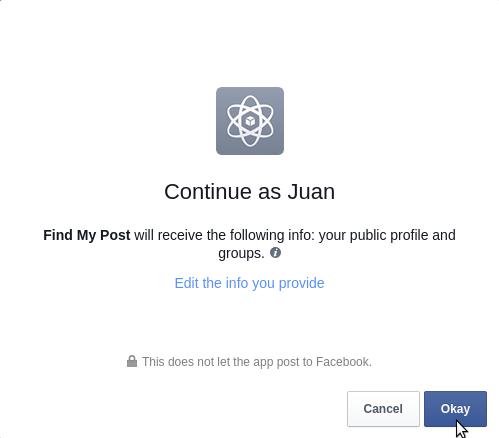 Continue as Juan
Find My Post will receive the following info: your public profile and
groups.
Edit the info you provide
This does not let the app post to Facebook.
Cancel
Okay